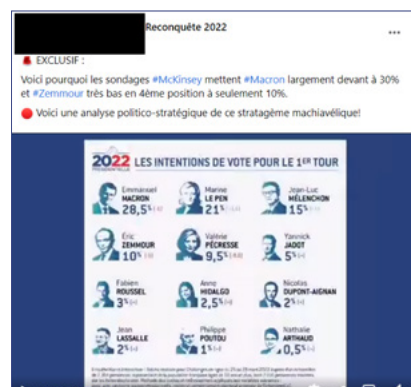 Reconquête 2022
EXCLUSIF :
Voici pourquoi les sondages #McKinsey mettent #Macron largement devant à 30%
et #Zemmour très bas en 4ème position à seulement 10%.
Voici une analyse politico-stratégique de ce stratagème machiavélique!
2022 LES INTENTIONS DE VOTE POUR LE 1ER TOUR
Emmanuel Marine Jean-Luc
MACRON LE PEN MÉLENCHON
28,5% 21% 15%
Éric Valérie Yannick
ZEMMOUR PÉCRESSE JADOT
10% 9,5% 5%
Fabien Anne Nicolas
ROUSSEL HIDALGO DUPONT-AIGNAN
3% 2,5% 2%
Jean Philippe Nathalie
LASSALLE POUTOU ARTHAUD
2% 1% 0,5%